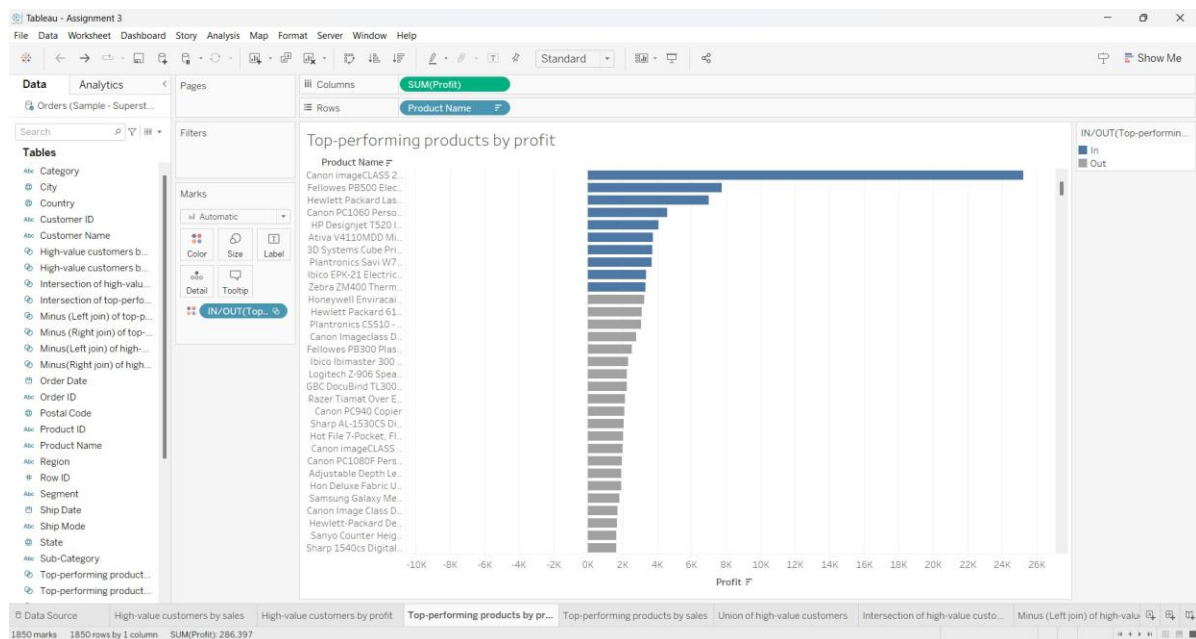 Tableau - Assignment 3
File Data Worksheet Dashboard Story Analysis Map Format Server Window Help
Standard
Show Me
Data
Analytics
Pages
Columns
SUM(Profit)
Orders (Sample - Superst...
Rows
Product Name
Search
Filters
Tables
Category
City
Country
Customer ID
Customer Name
High-value customers b...
High-value customers b...
Intersection of high-valu...
Intersection of top-perfo...
Minus (Left join) of top-p...
Minus (Right join) of top-...
Minus(Left join) of high-...
Minus(Right join) of high...
Order Date
Order ID
Postal Code
Product ID
Product Name
Region
Row ID
Segment
Ship Date
Ship Mode
State
Sub-Category
Top-performing product...
Top-performing product...
Marks
Automatic
Color
Size
Label
Detail
Tooltip
IN/OUT(Top..
Top-performing products by profit
Product Name
Canon imageCLASS 2..
Fellowes PB500 Elec..
Hewlett Packard Las..
Canon PC1060 Perso..
HP Designjet T520 I..
Ativa V4110MDD Mi..
3D Systems Cube Pri..
Plantronics Savi W7..
Ibico EPK-21 Electric..
Zebra ZM400 Therm..
Honeywell Enviracai..
Hewlett Packard 61..
Plantronics CS510 - ..
Canon Imageclass D..
Fellowes PB300 Plas..
Ibico Ibimaster 300 ..
Logitech Z-906 Spea..
GBC DocuBind TL300..
Razer Tiamat Over E..
Canon PC940 Copier
Sharp AL-1530CS Di..
Hot File 7-Pocket, Fl..
Canon imageCLASS ..
Canon PC1080F Pers..
Adjustable Depth Le..
Hon Deluxe Fabric U..
Samsung Galaxy Me..
Canon Image Class D..
Hewlett-Packard De..
Sanyo Counter Heig..
Sharp 1540cs Digital..
-10K -8K -6K -4K -2K 0K 2K 4K 6K 8K 10K 12K 14K 16K 18K 20K 22K 24K 26K
Profit
IN/OUT(Top-performin...
In
Out
Data Source
High-value customers by sales
High-value customers by profit
Top-performing products by pr...
Top-performing products by sales
Union of high-value customers
Intersection of high-value custo...
Minus (Left join) of high-valu
1850 marks 1850 rows by 1 column SUM(Profit): 286,397